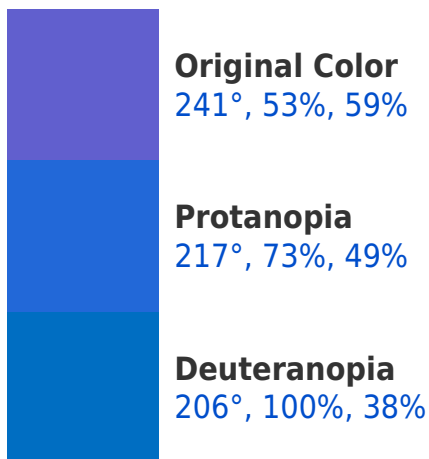 Original Color
241°, 53%, 59%
Protanopia
217°, 73%, 49%
Deuteranopia
206°, 100%, 38%